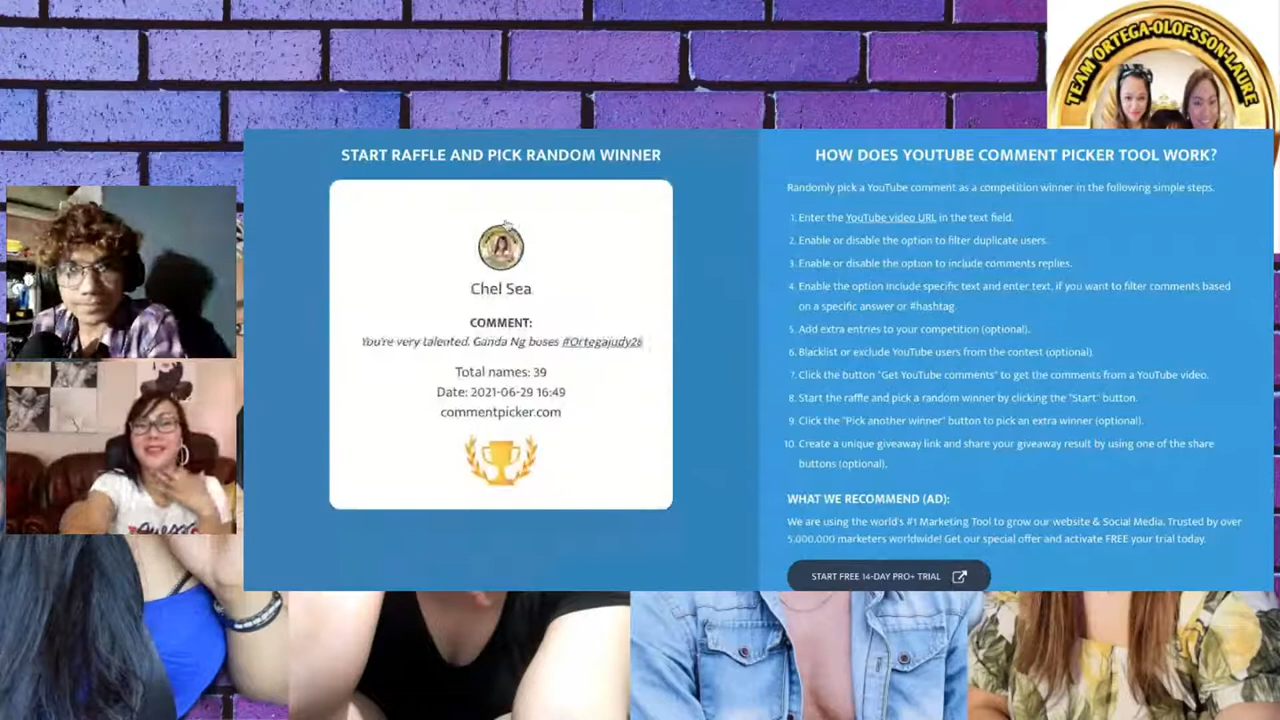 TEAM ORTEGA-OLOFSSON-LAURE
START RAFFLE AND PICK RANDOM WINNER
Chel Sea
COMMENT:
You're very talented. Ganda Ng boses #Ortegajudy28
Total names: 39
Date: 2021-06-29 16:49
commentpicker.com
HOW DOES YOUTUBE COMMENT PICKER TOOL WORK?
Randomly pick a YouTube comment as a competition winner in the following simple steps.
1. Enter the YouTube video URL in the text field.
2. Enable or disable the option to filter duplicate users.
3. Enable or disable the option to include comments replies.
4. Enable the option include specific text and enter text, if you want to filter comments based
on a specific answer or #hashtag.
5. Add extra entries to your competition (optional).
6. Blacklist or exclude YouTube users from the contest (optional).
7. Click the button "Get YouTube comments" to get the comments from a YouTube video.
8. Start the raffle and pick a random winner by clicking the "Start" button.
9. Click the "Pick another winner" button to pick an extra winner (optional).
10. Create a unique giveaway link and share your giveaway result by using one of the share
buttons (optional).
WHAT WE RECOMMEND (AD):
We are using the world's #1 Marketing Tool to grow our website & Social Media. Trusted by over
5.000.000 marketers worldwide! Get our special offer and activate FREE your trial today.
START FREE 14-DAY PRO+ TRIAL